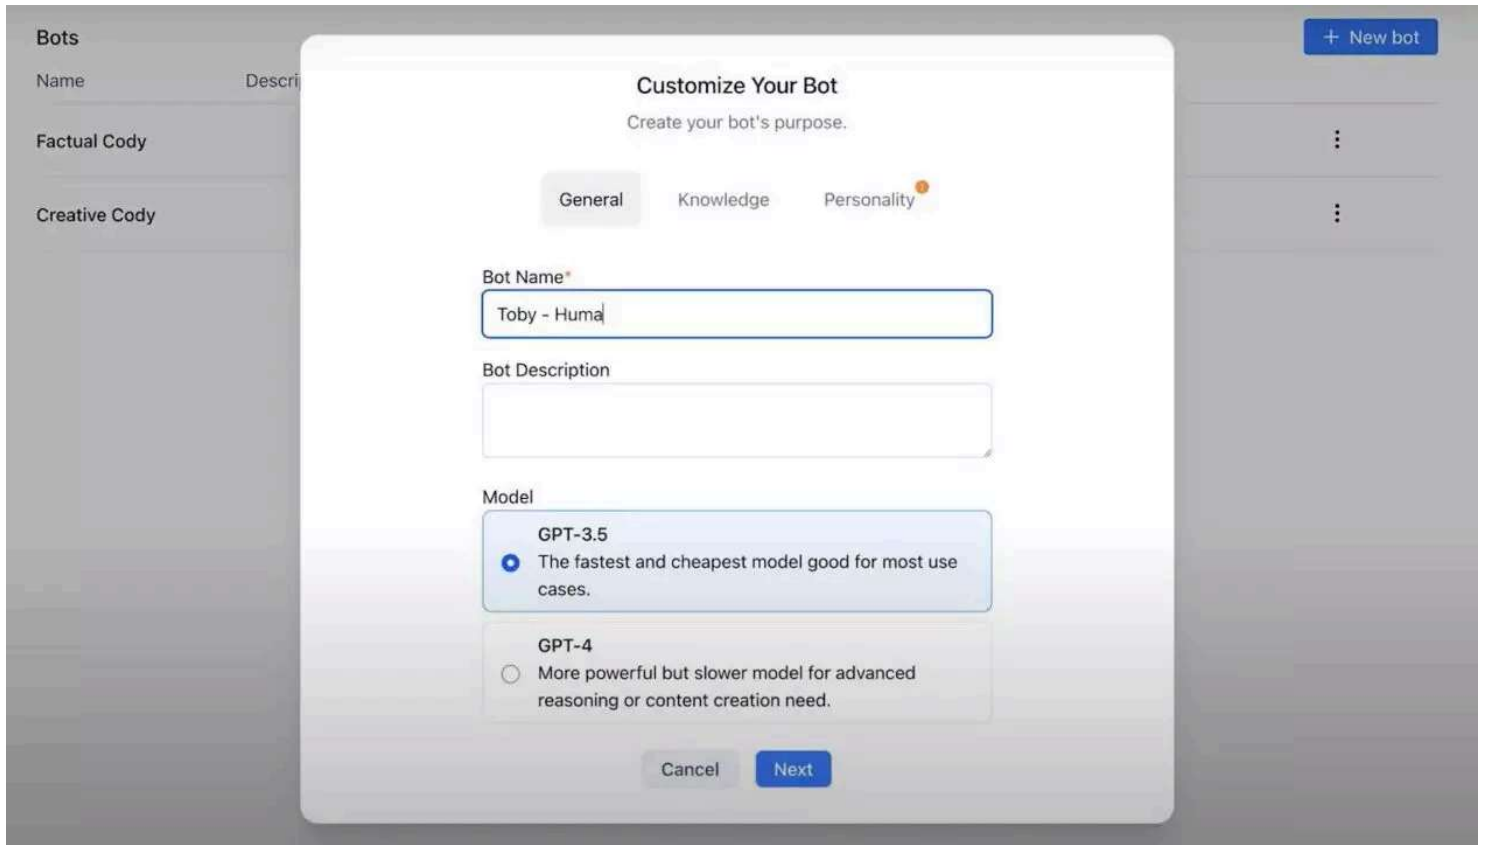 Bots
+ New bot
Name
Descri
Factual Cody
Creative Cody
Customize Your Bot
Create your bot's purpose.
General
Knowledge
Personality
!
Bot Name*
Toby - Huma
Bot Description
Model
GPT-3.5
The fastest and cheapest model good for most use
cases.
GPT-4
More powerful but slower model for advanced
reasoning or content creation need.
Cancel
Next